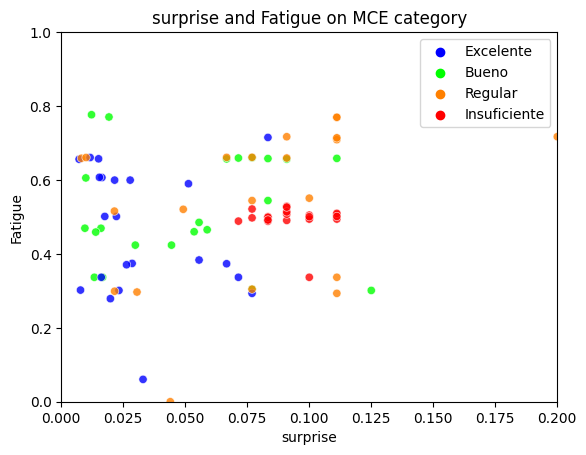 surprise and Fatigue on MCE category
Excelente
Bueno
Regular
Insuficiente
Fatigue
1.0
0.8
0.6
0.4
0.2
0.0
0.000 0.025 0.050 0.075 0.100 0.125 0.150 0.175 0.200
surprise